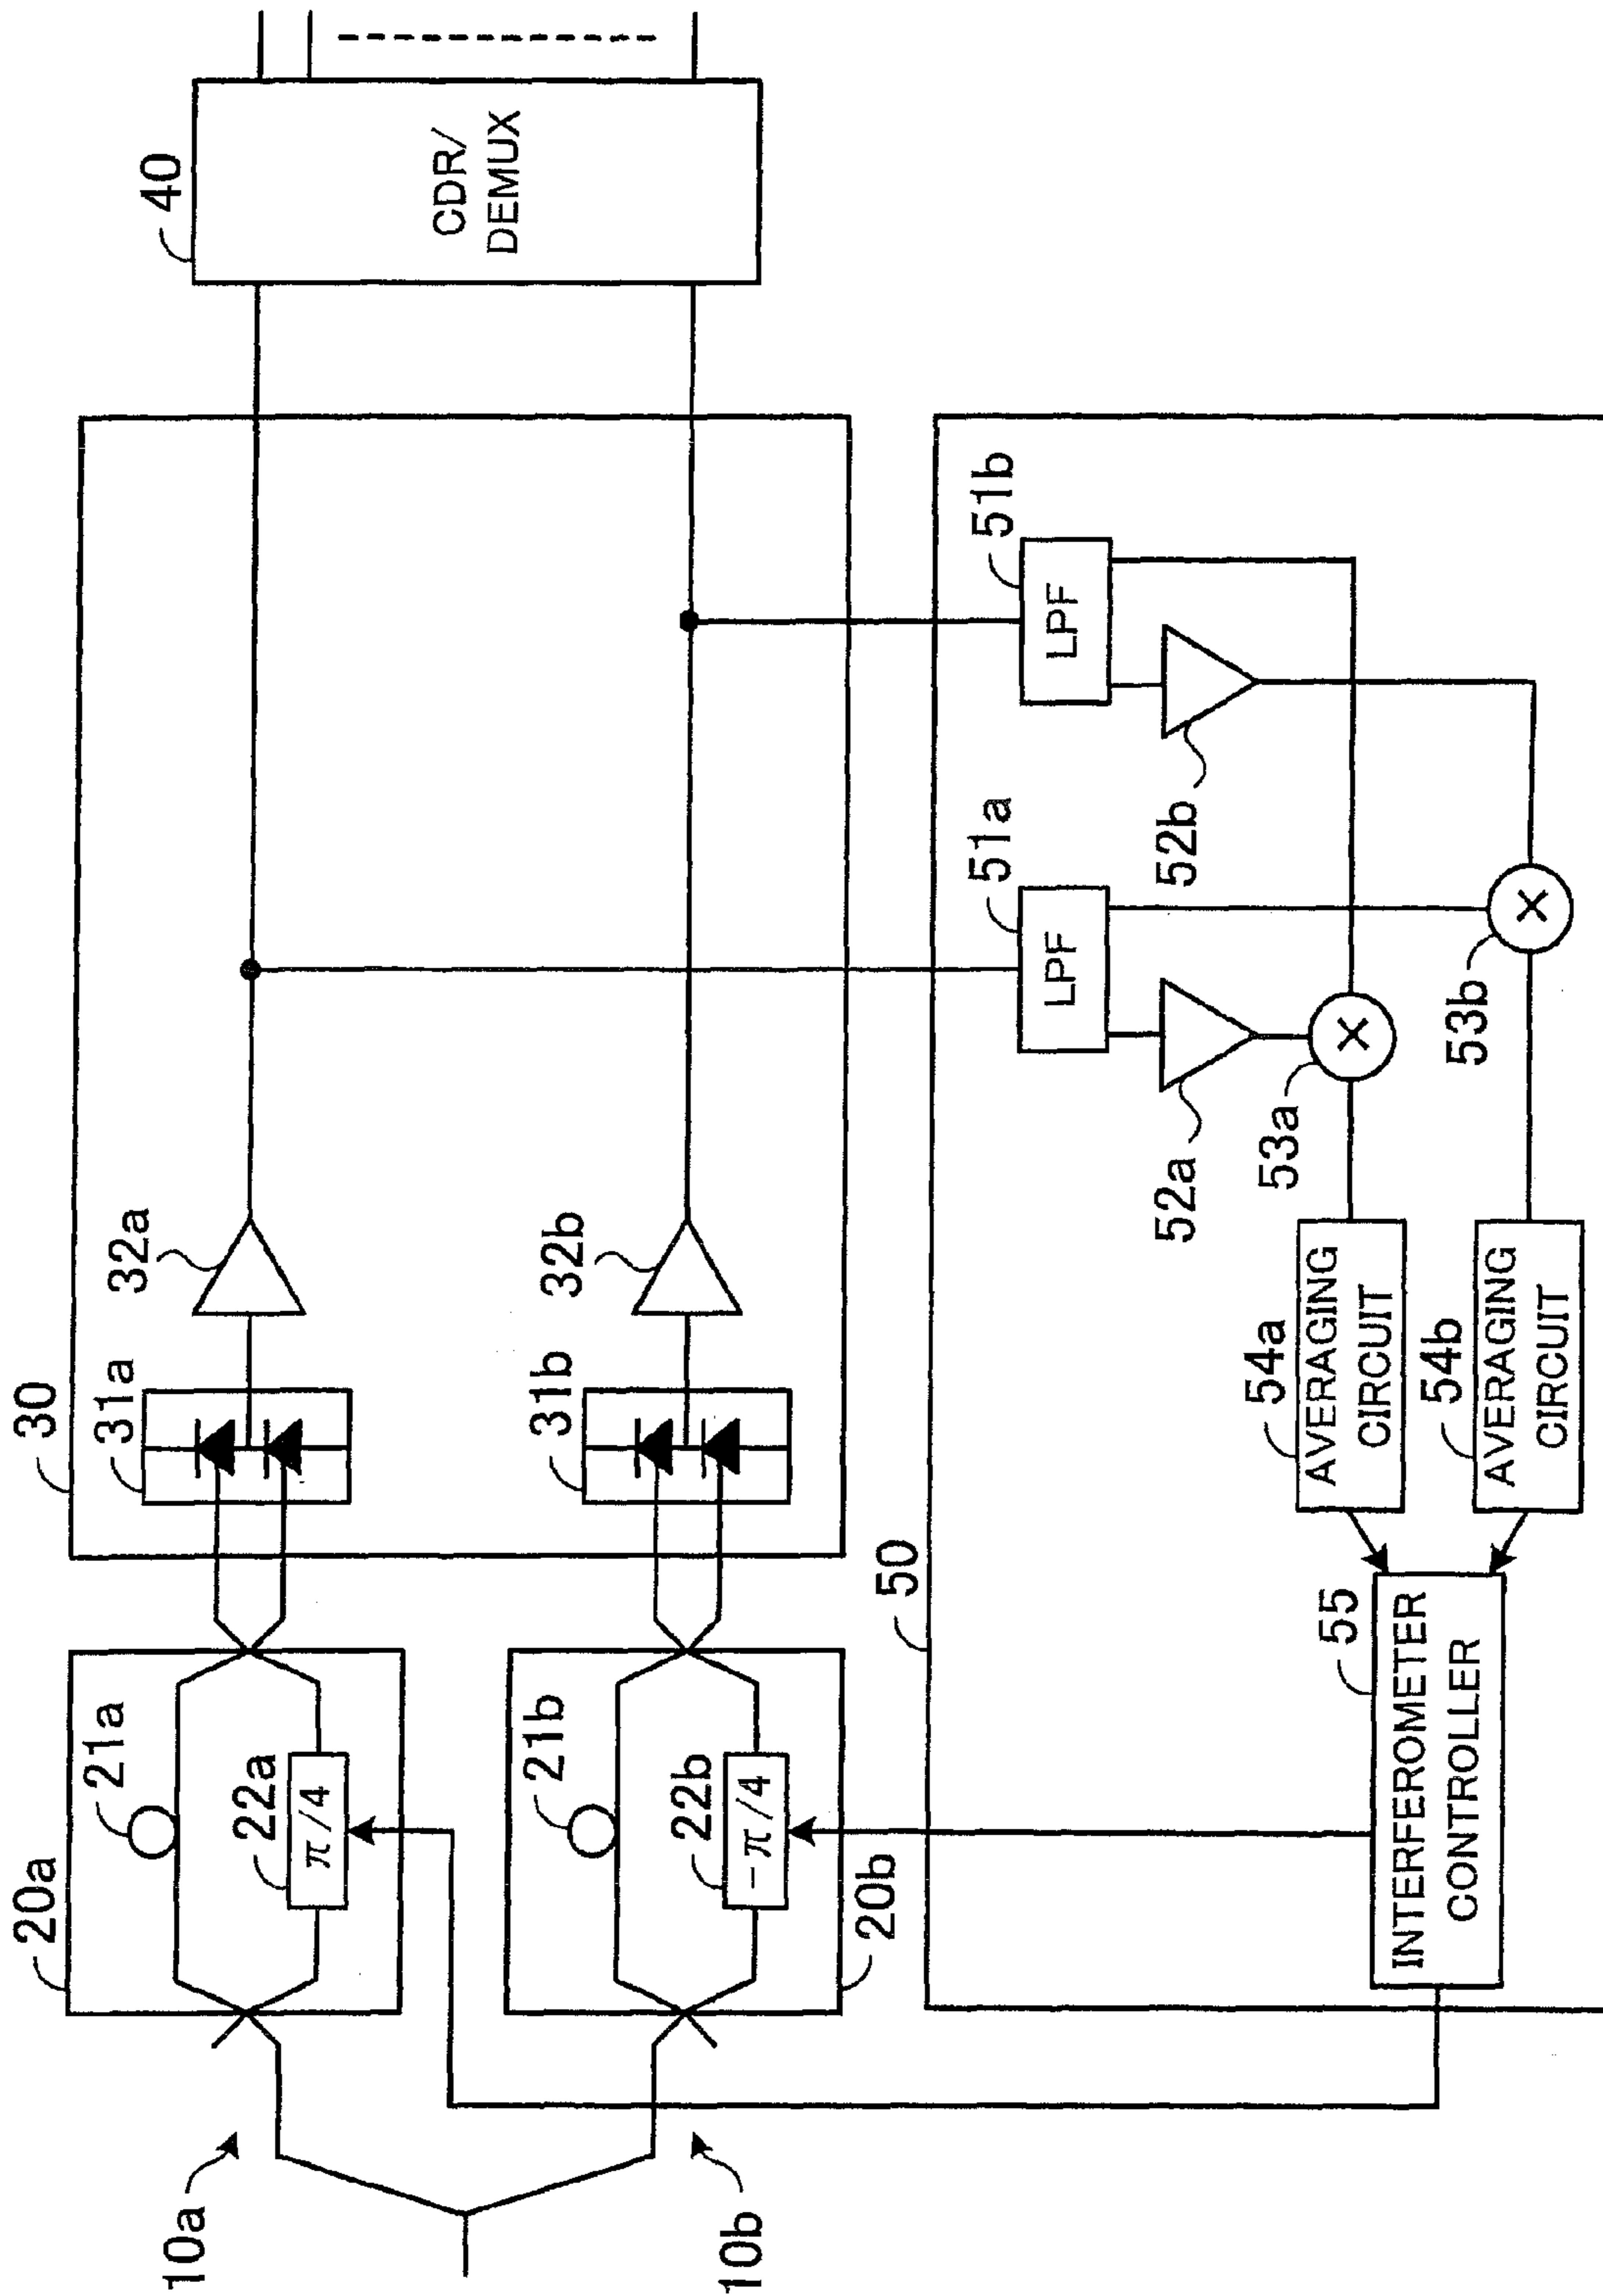 40
CDR/
DEMUX
30
31a
32a
31b
32b
20a
21a
22a
π/4
21b
22b
-π/4
20b
10a
10b
50
51a
LPF
51b
LPF
52a
52b
53a
×
53b
×
54a
AVERAGING
CIRCUIT
54b
AVERAGING
CIRCUIT
55
INTERFEROMETER
CONTROLLER